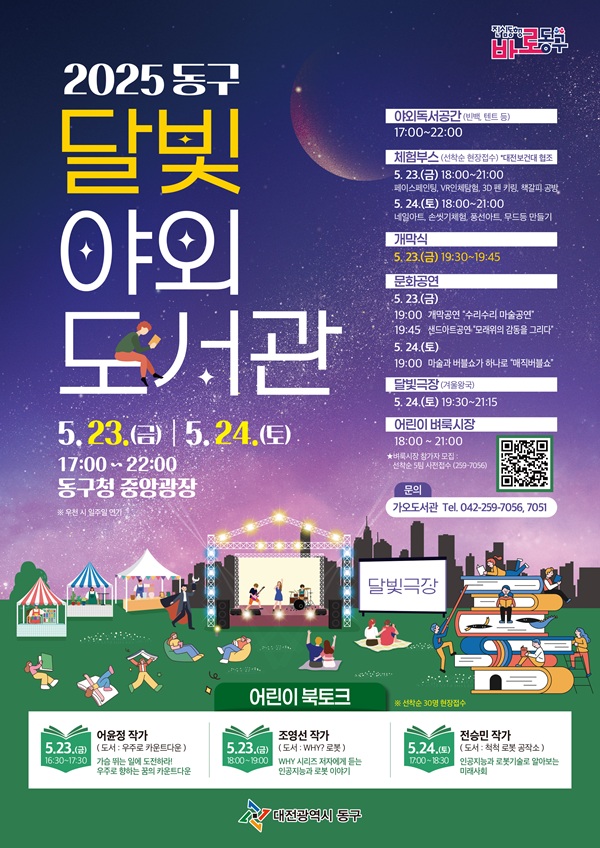 진심동행
바로동구
2025 동구
달빛
야외
도서관
5. 23.(금) | 5. 24.(토)
17:00 ~ 22:00
동구청 중앙광장
※ 우천 시 일주일 연기
야외독서공간 (빈백, 텐트 등)
17:00~22:00
체험부스 (선착순 현장접수) *대전보건대 협조
5. 23.(금) 18:00~21:00
페이스페인팅, VR인체탐험, 3D 펜 키링, 책갈피 공방
5. 24.(토) 18:00~21:00
네일아트, 손씻기체험, 풍선아트, 무드등 만들기
개막식
5. 23.(금) 19:30~19:45
문화공연
5. 23.(금)
19:00 개막공연 "수리수리 마술공연"
19:45 샌드아트공연-"모래위의 감동을 그리다"
5. 24.(토)
19:00 마술과 버블쇼가 하나로 "매직버블쇼"
달빛극장 (겨울왕국)
5. 24.(토) 19:30~21:15
어린이 벼룩시장
18:00 ~ 21:00
★벼룩시장 참가자 모집 :
선착순 5팀 사전접수 (259-7056)
문의
가오도서관 Tel. 042-259-7056, 7051
달빛극장
어린이 북토크
※ 선착순 30명 현장접수
5.23.(금)
16:30~17:30
어윤정 작가
( 도서 : 우주로 카운트다운 )
가슴 뛰는 일에 도전하라!
우주로 향하는 꿈의 카운트다운
5.23.(금)
18:00~19:00
조영선 작가
( 도서 : WHY? 로봇 )
WHY 시리즈 저자에게 듣는
인공지능과 로봇 이야기
5.24.(토)
17:00~18:30
전승민 작가
( 도서 : 척척 로봇 공작소 )
인공지능과 로봇기술로 알아보는
미래사회
대전광역시 동구